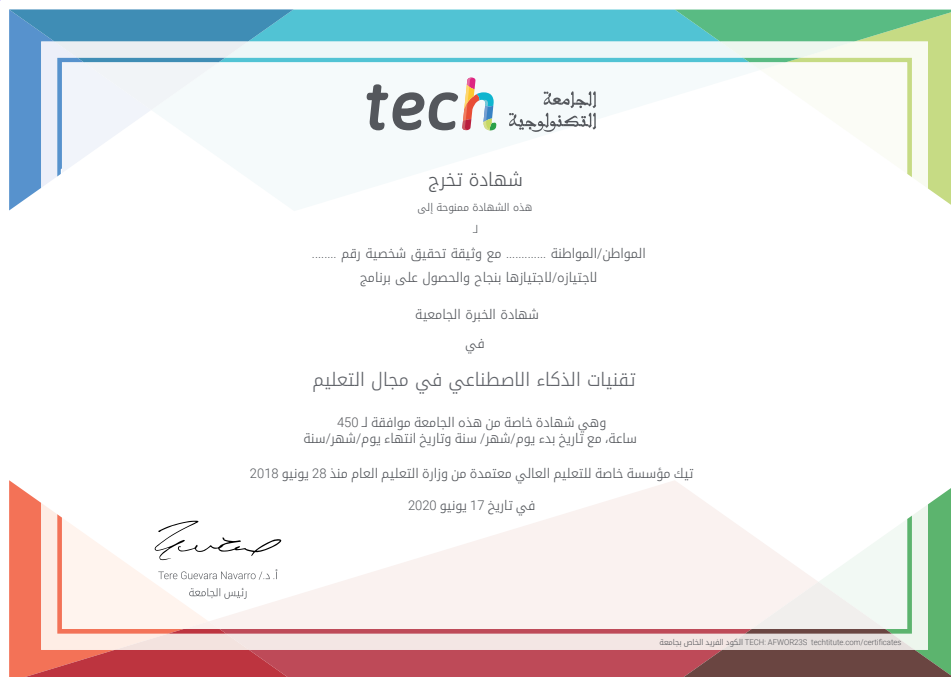 tech الجامعة
التكنولوجية
شهادة تخرج
هذه الشهادة ممنوحة إلى
لـ
المواطن/المواطنة ............. مع وثيقة تحقيق شخصية رقم ........
لاجتيازه/لاجتيازها بنجاح والحصول على برنامج
شهادة الخبرة الجامعية
في
تقنيات الذكاء الاصطناعي في مجال التعليم
وهي شهادة خاصة من هذه الجامعة موافقة لـ 450
ساعة، مع تاريخ بدء يوم/شهر/ سنة وتاريخ انتهاء يوم/شهر/سنة
تيك مؤسسة خاصة للتعليم العالي معتمدة من وزارة التعليم العام منذ 28 يونيو 2018
في تاريخ 17 يونيو 2020
أ. د./ Tere Guevara Navarro
رئيس الجامعة
الكود الفريد الخاص بجامعة TECH: AFWOR23S techtitute.com/certificates